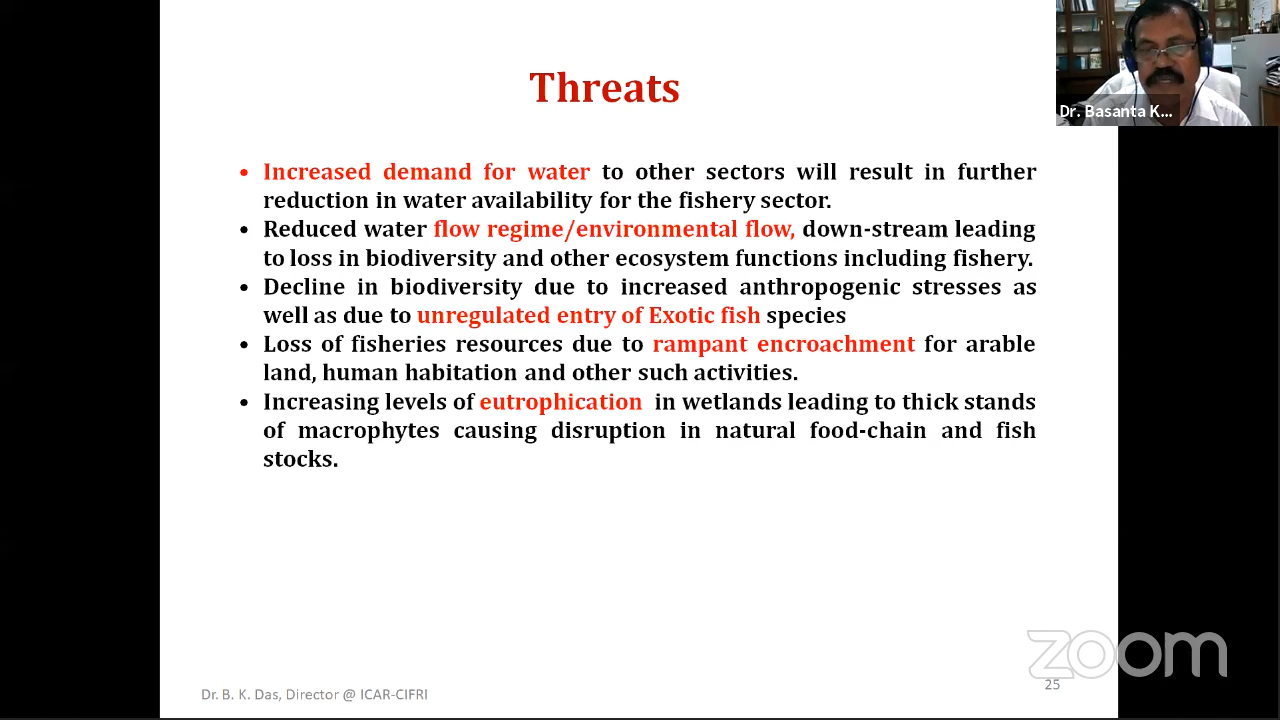 Threats
Dr. Basanta K...
• Increased demand for water to other sectors will result in further
reduction in water availability for the fishery sector.
• Reduced water flow regime/environmental flow, down-stream leading
to loss in biodiversity and other ecosystem functions including fishery.
• Decline in biodiversity due to increased anthropogenic stresses as
well as due to unregulated entry of Exotic fish species
• Loss of fisheries resources due to rampant encroachment for arable
land, human habitation and other such activities.
• Increasing levels of eutrophication in wetlands leading to thick stands
of macrophytes causing disruption in natural food-chain and fish
stocks.
zoom
25
Dr. B. K. Das, Director @ ICAR-CIFRI